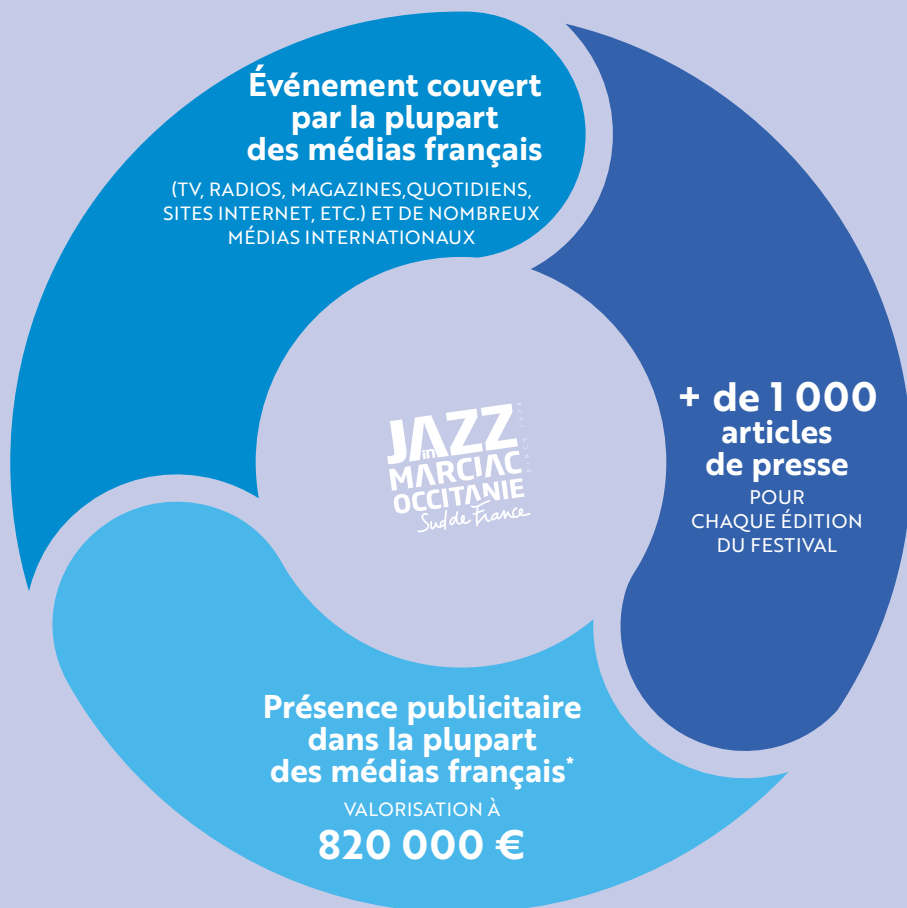 Événement couvert
par la plupart
des médias français
(TV, RADIOS, MAGAZINES,QUOTIDIENS,
SITES INTERNET, ETC.) ET DE NOMBREUX
MÉDIAS INTERNATIONAUX
+ de 1 000
articles
de presse
POUR
CHAQUE ÉDITION
DU FESTIVAL
JAZZ
in
MARCIAC
OCCITANIE
Sud de France
SINCE 1978
Présence publicitaire
dans la plupart
des médias français*
VALORISATION À
820 000 €